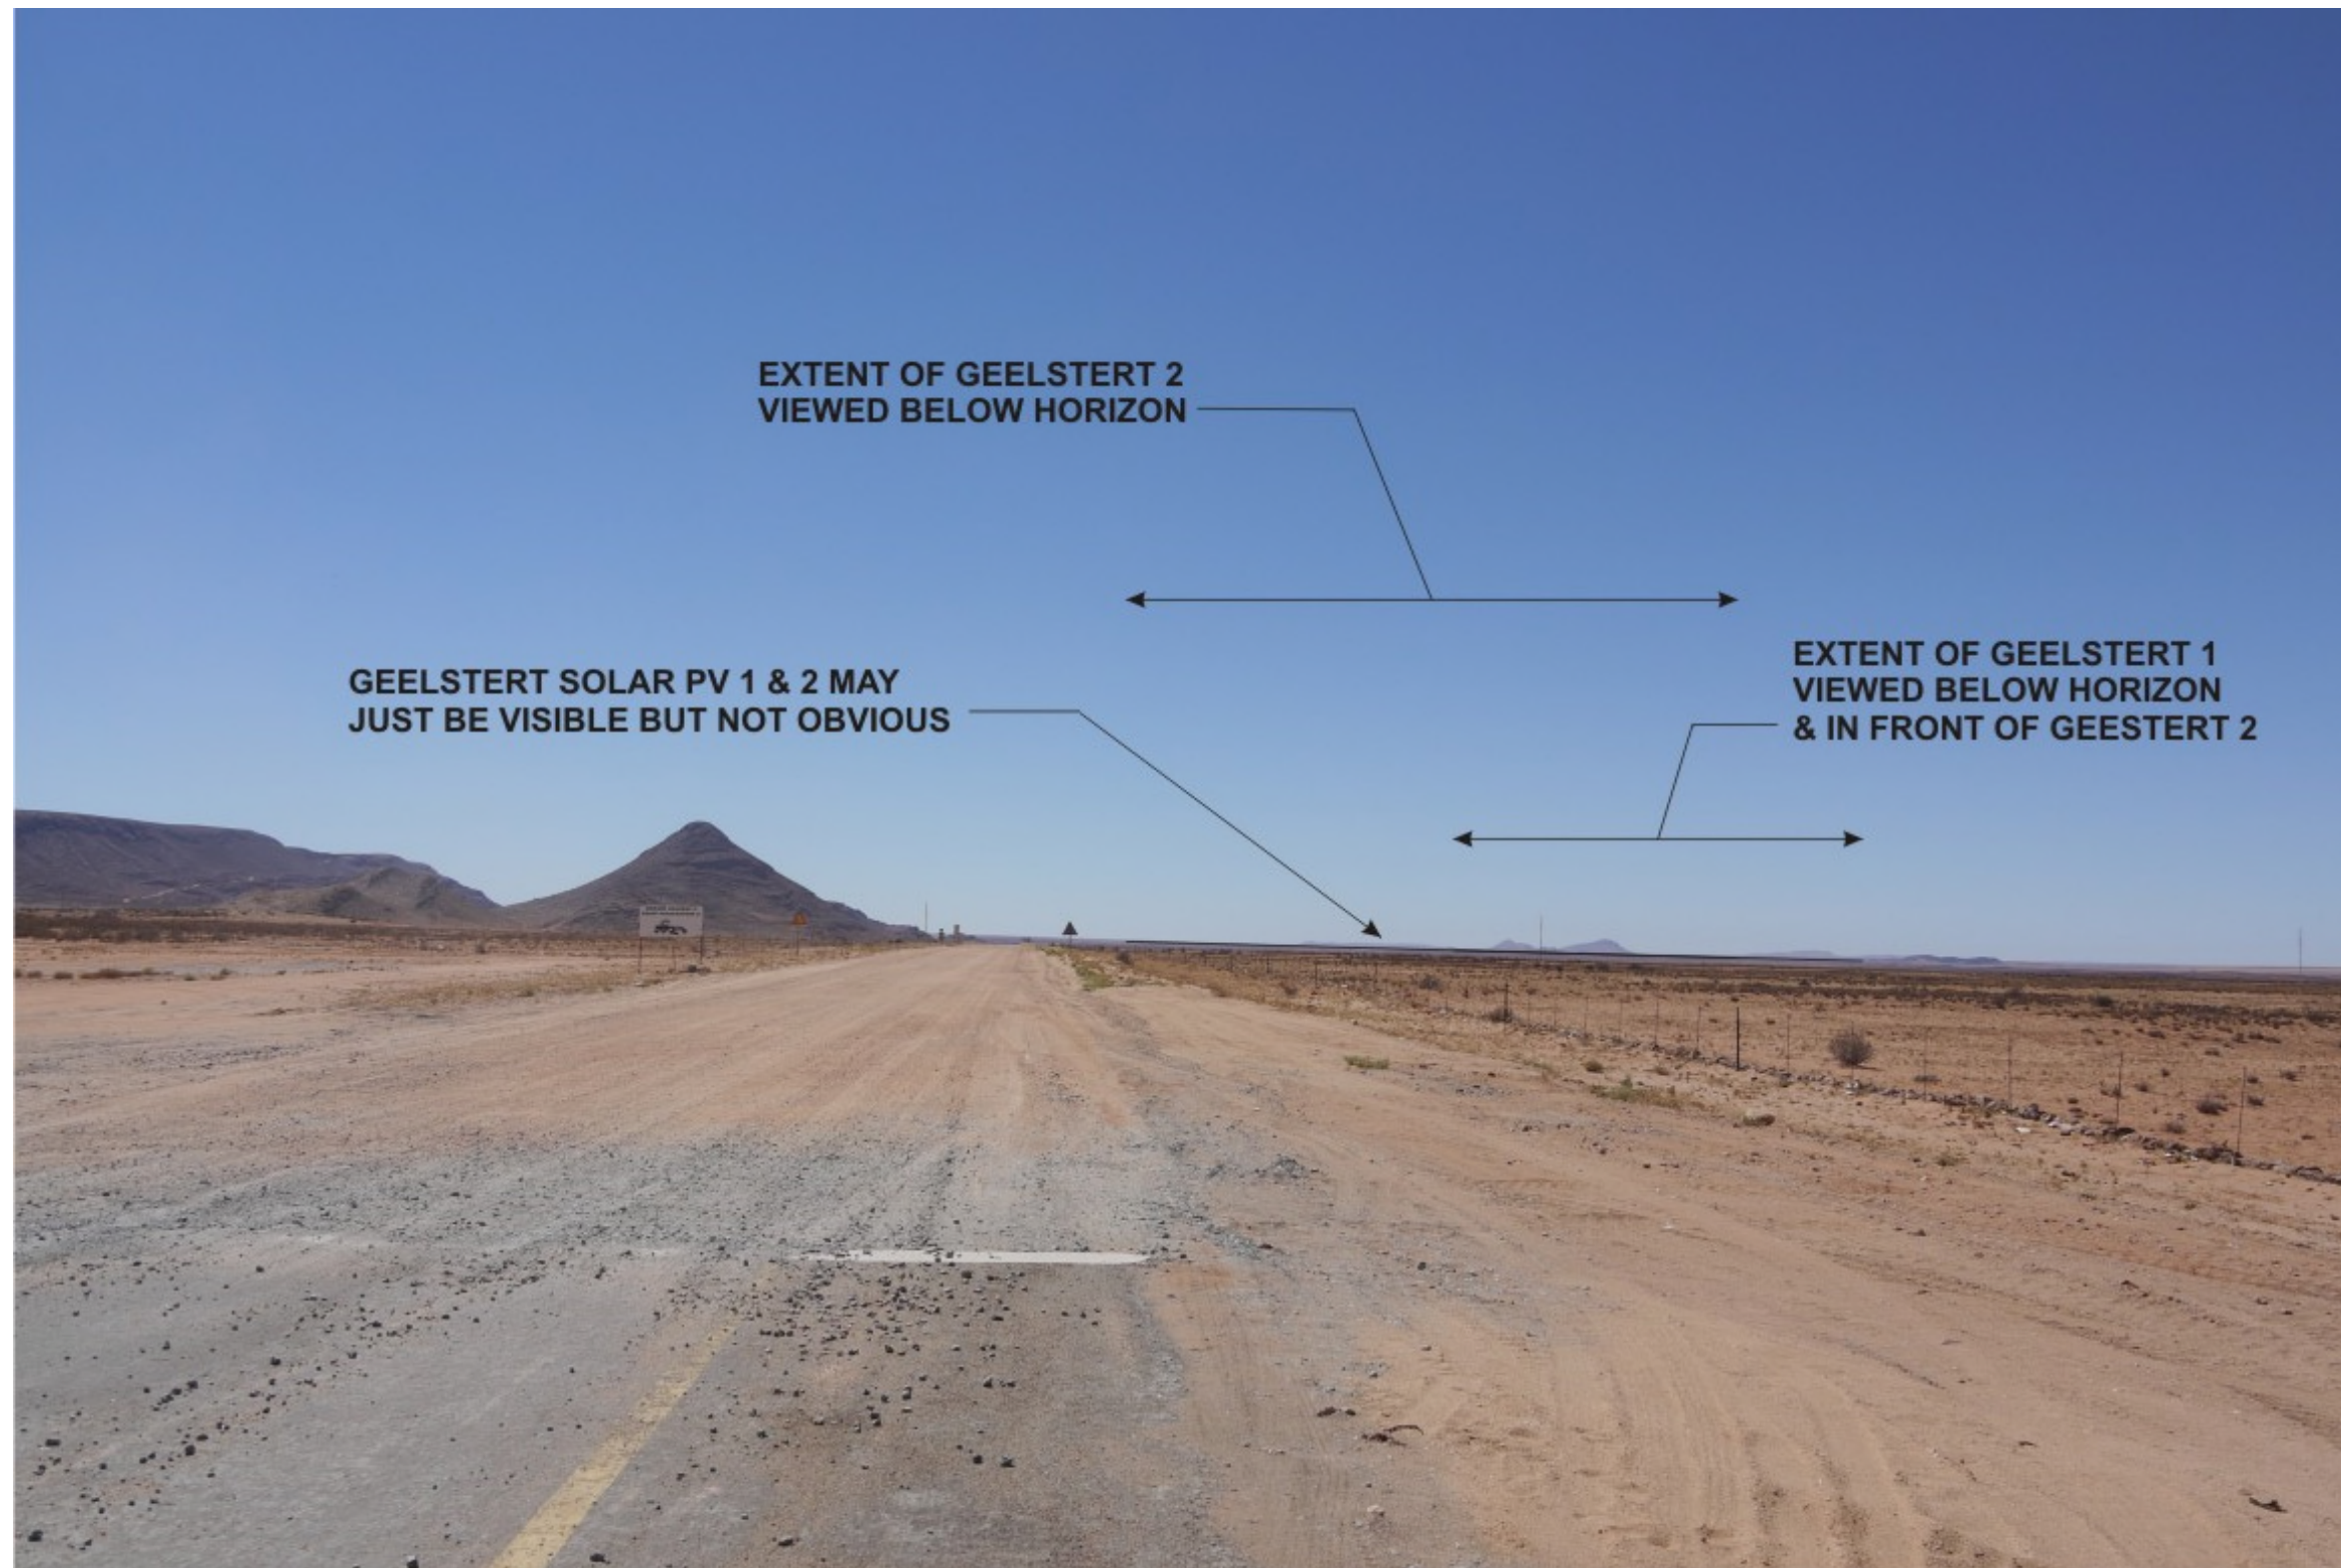 EXTENT OF GEELSTERT 2
VIEWED BELOW HORIZON
GEELSTERT SOLAR PV 1 & 2 MAY
JUST BE VISIBLE BUT NOT OBVIOUS
EXTENT OF GEELSTERT 1
VIEWED BELOW HORIZON
& IN FRONT OF GEESTERT 2